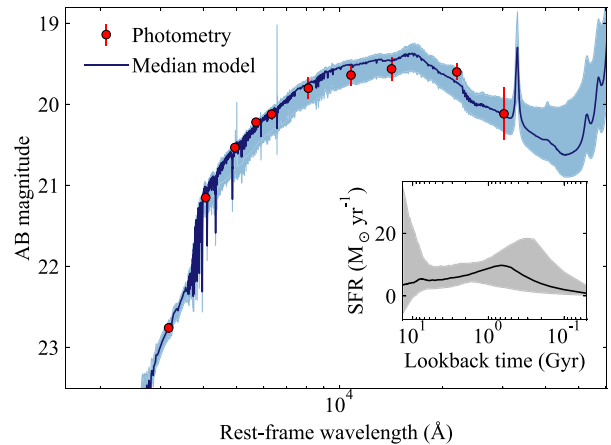 19
20
21
22
23
AB magnitude
Photometry
Median model
SFR (M⊙ yr⁻¹)
20
0
10¹ 10⁰ 10⁻¹
Lookback time (Gyr)
10⁴
Rest-frame wavelength (Å)